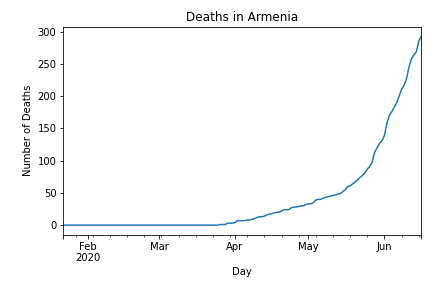 Deaths in Armenia
300
250
200
150
100
50
0
Number of Deaths
Feb
2020
Mar
Apr
May
Jun
Day